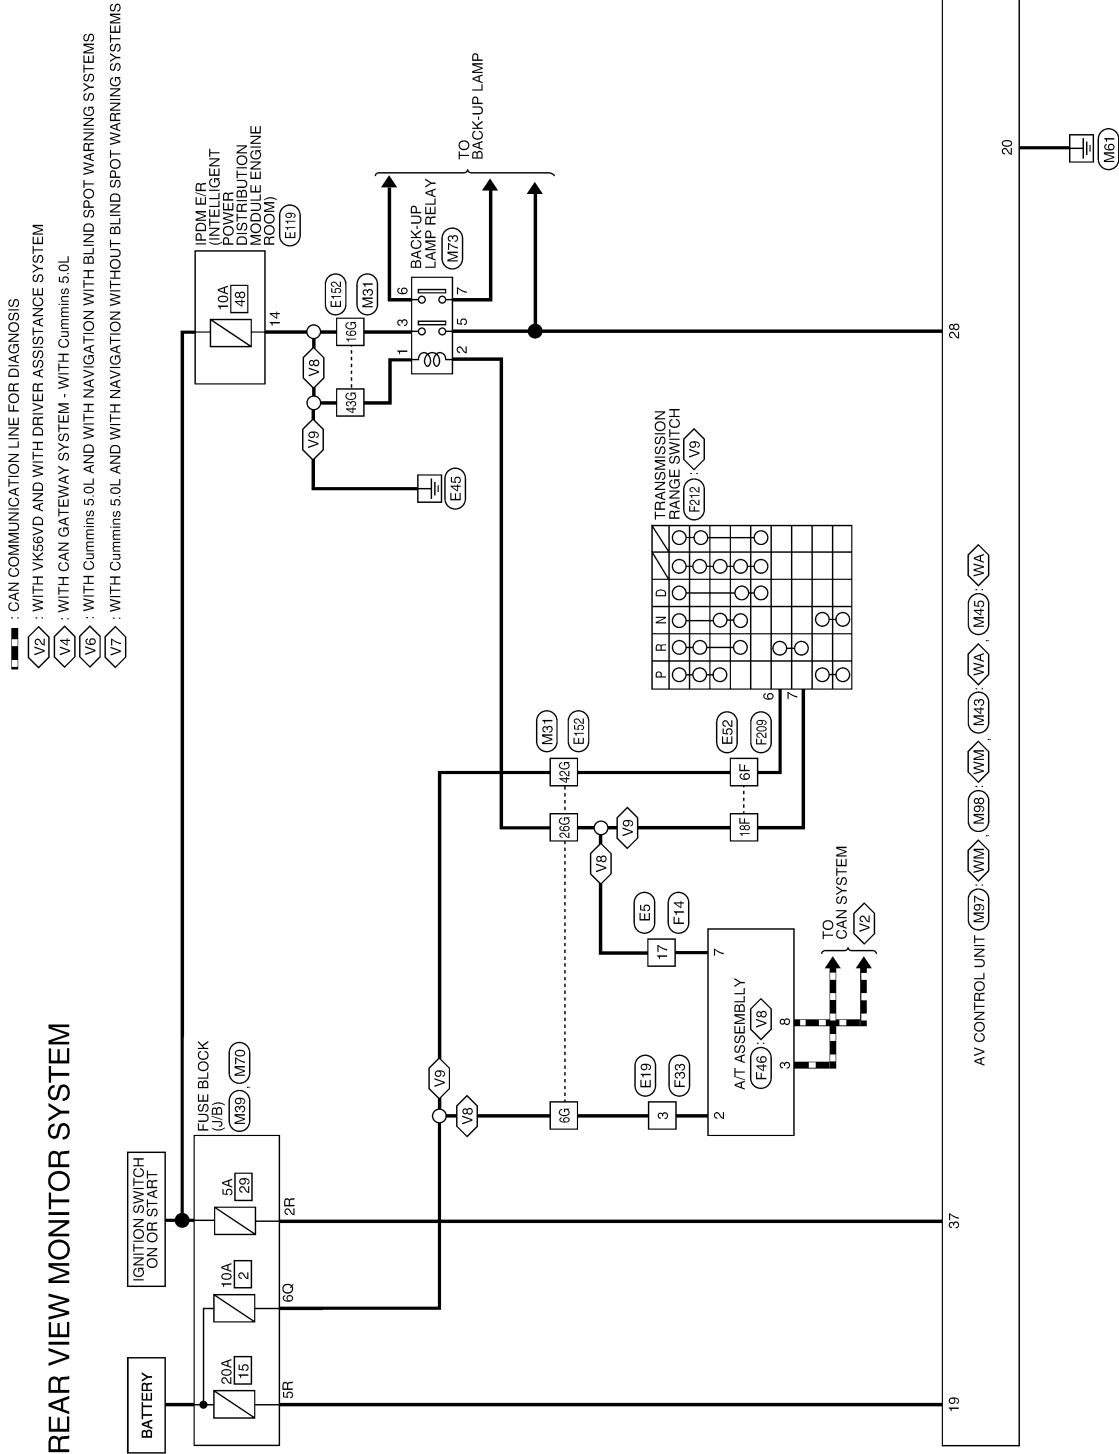 REAR VIEW MONITOR SYSTEM
: CAN COMMUNICATION LINE FOR DIAGNOSIS
V2 : WITH VK56VD AND WITH DRIVER ASSISTANCE SYSTEM
V4 : WITH CAN GATEWAY SYSTEM - WITH Cummins 5.0L
V6 : WITH Cummins 5.0L AND WITH NAVIGATION WITH BLIND SPOT WARNING SYSTEMS
V7 : WITH Cummins 5.0L AND WITH NAVIGATION WITHOUT BLIND SPOT WARNING SYSTEMS
BATTERY
IGNITION SWITCH
ON OR START
FUSE BLOCK
(J/B)
M39 , M70
20A
15
10A
2
5A
29
5R
6Q
2R
IPDM E/R
(INTELLIGENT
POWER
DISTRIBUTION
MODULE ENGINE
ROOM)
E119
10A
48
14
V8
V9
E152
M31
16G
43G
E45
BACK-UP
LAMP RELAY
M73
1
3
6
2
5
7
TO
BACK-UP LAMP
V9
V8
M31
E152
6G
26G
42G
V8
V9
E19
F33
3
E5
F14
17
E52
F209
18F
6F
A/T ASSEMBLLY
F46 : V8
2
7
3
8
TO
CAN SYSTEM
V2
TRANSMISSION
RANGE SWITCH
F212 : V9
P R N D
6
7
19
37
28
20
M61
AV CONTROL UNIT M97 : WM , M98 : WM , M43 : WA , M45 : WA